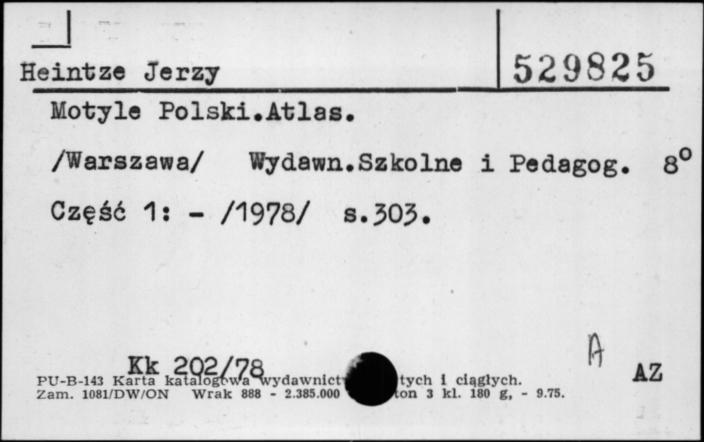 Heintze Jerzy 529825
Motyle Polski.Atlas.
/Warszawa/ Wydawn.Szkolne i Pedagog. 8°
Część 1: - /1978/ s.303.
A
Kk 202/78
AZ
PU-B-143 Karta katalogowa tych i ciągłych.
Zam. 1081/DW/ON Wrak 888 - 2.385.000 3 kl. 180 g, - 9.75.